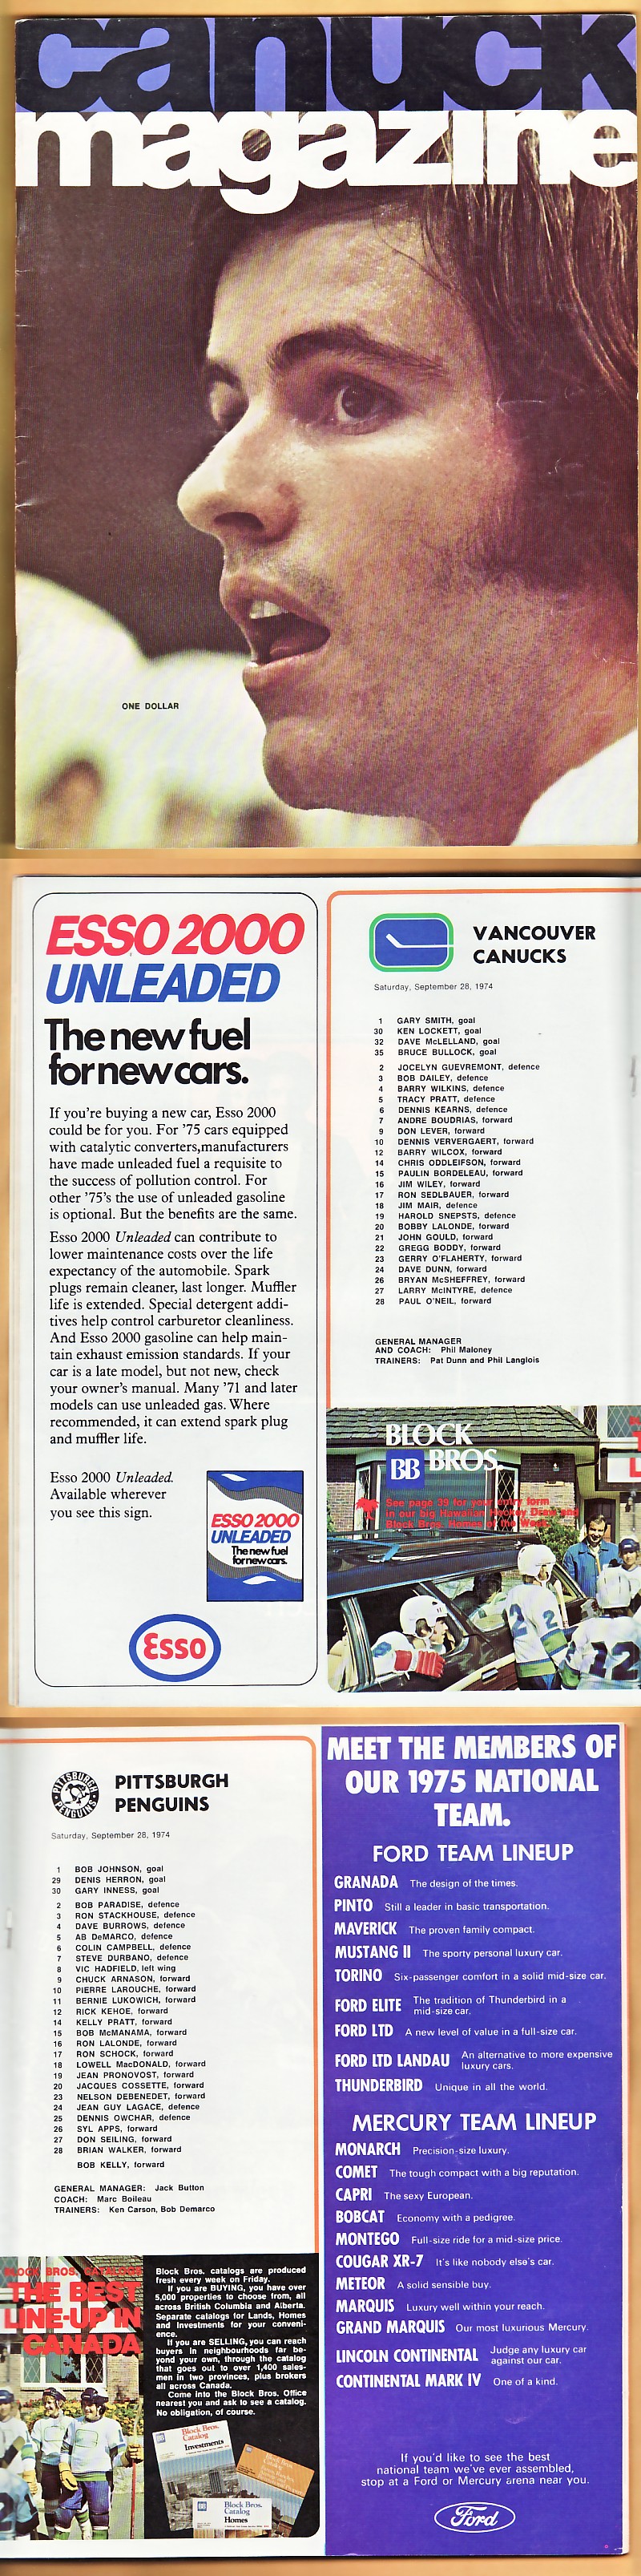 canuck
magazine
ONE DOLLAR
ESSO 2000
UNLEADED
The new fuel
for new cars.
If you're buying a new car, Esso 2000
could be for you. For '75 cars equipped
with catalytic converters,manufacturers
have made unleaded fuel a requisite to
the success of pollution control. For
other '75's the use of unleaded gasoline
is optional. But the benefits are the same.
Esso 2000 Unleaded can contribute to
lower maintenance costs over the life
expectancy of the automobile. Spark
plugs remain cleaner, last longer. Muffler
life is extended. Special detergent addi-
tives help control carburetor cleanliness.
And Esso 2000 gasoline can help main-
tain exhaust emission standards. If your
car is a late model, but not new, check
your owner's manual. Many '71 and later
models can use unleaded gas. Where
recommended, it can extend spark plug
and muffler life.
Esso 2000 Unleaded.
Available wherever
you see this sign.
ESSO 2000
UNLEADED
The new fuel
for new cars.
Esso
VANCOUVER
CANUCKS
Saturday, September 28, 1974
1 GARY SMITH, goal
30 KEN LOCKETT, goal
32 DAVE McLELLAND, goal
35 BRUCE BULLOCK, goal
2 JOCELYN GUEVREMONT, defence
3 BOB DAILEY, defence
4 BARRY WILKINS, defence
5 TRACY PRATT, defence
6 DENNIS KEARNS, defence
7 ANDRE BOUDRIAS, forward
9 DON LEVER, forward
10 DENNIS VERVERGAERT, forward
12 BARRY WILCOX, forward
14 CHRIS ODDLEIFSON, forward
15 PAULIN BORDELEAU, forward
16 JIM WILEY, forward
17 RON SEDLBAUER, forward
18 JIM MAIR, defence
19 HAROLD SNEPSTS, defence
20 BOBBY LALONDE, forward
21 JOHN GOULD, forward
22 GREGG BODDY, forward
23 GERRY O'FLAHERTY, forward
24 DAVE DUNN, forward
26 BRYAN McSHEFFREY, forward
27 LARRY McINTYRE, defence
28 PAUL O'NEIL, forward
GENERAL MANAGER
AND COACH: Phil Maloney
TRAINERS: Pat Dunn and Phil Langlois
BLOCK
BB BROS.
See page 39 for your entry form
in our big Hawaiian
Block Bros. Homes of the Week
2 2
12
PITTSBURGH PENGUINS
PITTSBURGH
PENGUINS
Saturday, September 28, 1974
1 BOB JOHNSON, goal
29 DENIS HERRON, goal
30 GARY INNESS, goal
2 BOB PARADISE, defence
3 RON STACKHOUSE, defence
4 DAVE BURROWS, defence
5 AB DeMARCO, defence
6 COLIN CAMPBELL, defence
7 STEVE DURBANO, defence
8 VIC HADFIELD, left wing
9 CHUCK ARNASON, forward
10 PIERRE LAROUCHE, forward
11 BERNIE LUKOWICH, forward
12 RICK KEHOE, forward
14 KELLY PRATT, forward
15 BOB McMANAMA, forward
16 RON LALONDE, forward
17 RON SCHOCK, forward
18 LOWELL MacDONALD, forward
19 JEAN PRONOVOST, forward
20 JACQUES COSSETTE, forward
23 NELSON DEBENEDET, forward
24 JEAN GUY LAGACE, defence
25 DENNIS OWCHAR, defence
26 SYL APPS, forward
27 DON SEILING, forward
28 BRIAN WALKER, forward
BOB KELLY, forward
GENERAL MANAGER: Jack Button
COACH: Marc Boileau
TRAINERS: Ken Carson, Bob Demarco
THE BEST
LINE-UP IN
CANADA
Block Bros. catalogs are produced
fresh every week on Friday.
If you are BUYING, you have over
5,000 properties to choose from, all
across British Columbia and Alberta.
Separate catalogs for Lands, Homes
and Investments for your conveni-
ence.
If you are SELLING, you can reach
buyers in neighbourhoods far be-
yond your own, through the catalog
that goes out to over 1,400 sales-
men in two provinces, plus brokers
all across Canada.
Come into the Block Bros. Office
nearest you and ask to see a catalog.
No obligation, of course.
Block Bros.
Catalog
Investments
Block Bros.
Catalog
Homes
MEET THE MEMBERS OF
OUR 1975 NATIONAL
TEAM.
FORD TEAM LINEUP
GRANADA The design of the times.
PINTO Still a leader in basic transportation.
MAVERICK The proven family compact.
MUSTANG II The sporty personal luxury car.
TORINO Six-passenger comfort in a solid mid-size car.
FORD ELITE The tradition of Thunderbird in a
mid-size car.
FORD LTD A new level of value in a full-size car.
FORD LTD LANDAU An alternative to more expensive
luxury cars.
THUNDERBIRD Unique in all the world.
MERCURY TEAM LINEUP
MONARCH Precision-size luxury.
COMET The tough compact with a big reputation.
CAPRI The sexy European.
BOBCAT Economy with a pedigree.
MONTEGO Full-size ride for a mid-size price.
COUGAR XR-7 It's like nobody else's car.
METEOR A solid sensible buy.
MARQUIS Luxury well within your reach.
GRAND MARQUIS Our most luxurious Mercury.
LINCOLN CONTINENTAL Judge any luxury car
against our car.
CONTINENTAL MARK IV One of a kind.
If you'd like to see the best
national team we've ever assembled,
stop at a Ford or Mercury arena near you.
Ford